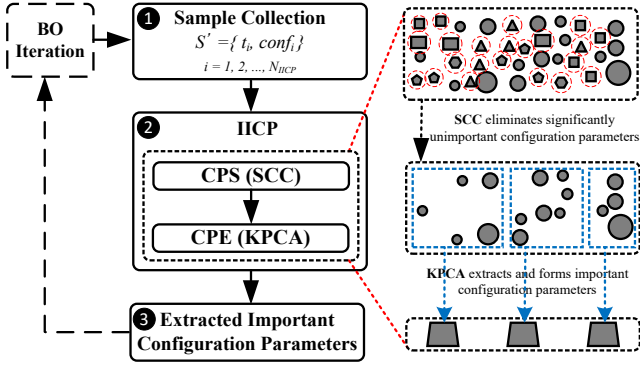 BO
Iteration
1
Sample Collection
S′ ={ tᵢ, confᵢ}
i = 1, 2, ..., N_IICP
2
IICP
CPS (SCC)
CPE (KPCA)
3
Extracted Important
Configuration Parameters
SCC eliminates significantly
unimportant configuration parameters
KPCA extracts and forms important
configuration parameters